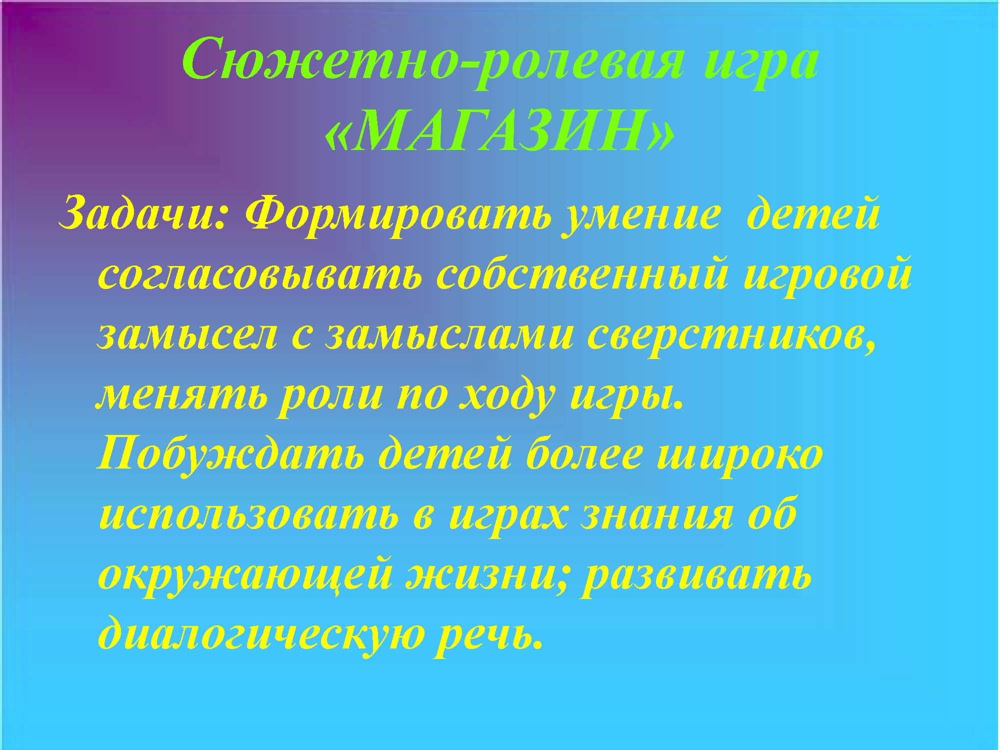 Сюжетно-ролевая игра
«МАГАЗИН»
Задачи: Формировать умение детей
согласовывать собственный игровой
замысел с замыслами сверстников,
менять роли по ходу игры.
Побуждать детей более широко
использовать в играх знания об
окружающей жизни; развивать
диалогическую речь.